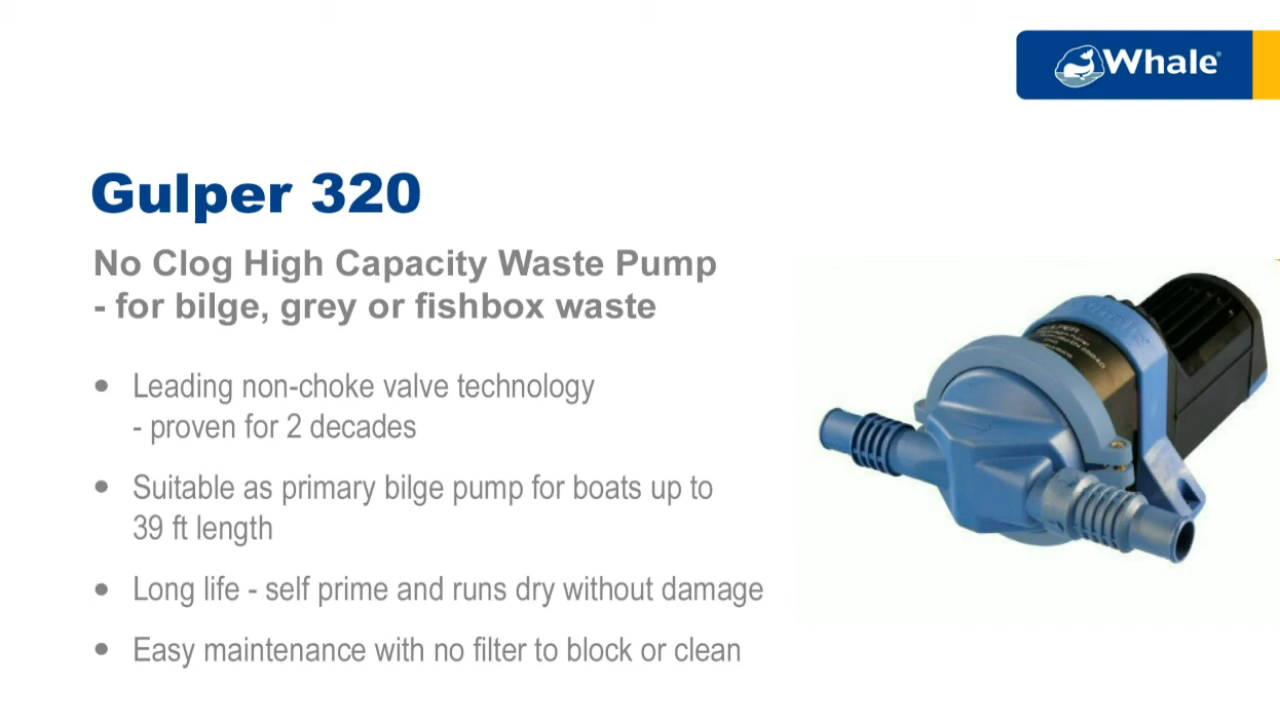 Whale®
Gulper 320
No Clog High Capacity Waste Pump
- for bilge, grey or fishbox waste
• Leading non-choke valve technology
- proven for 2 decades
• Suitable as primary bilge pump for boats up to
39 ft length
• Long life - self prime and runs dry without damage
• Easy maintenance with no filter to block or clean
Whale
GULPER